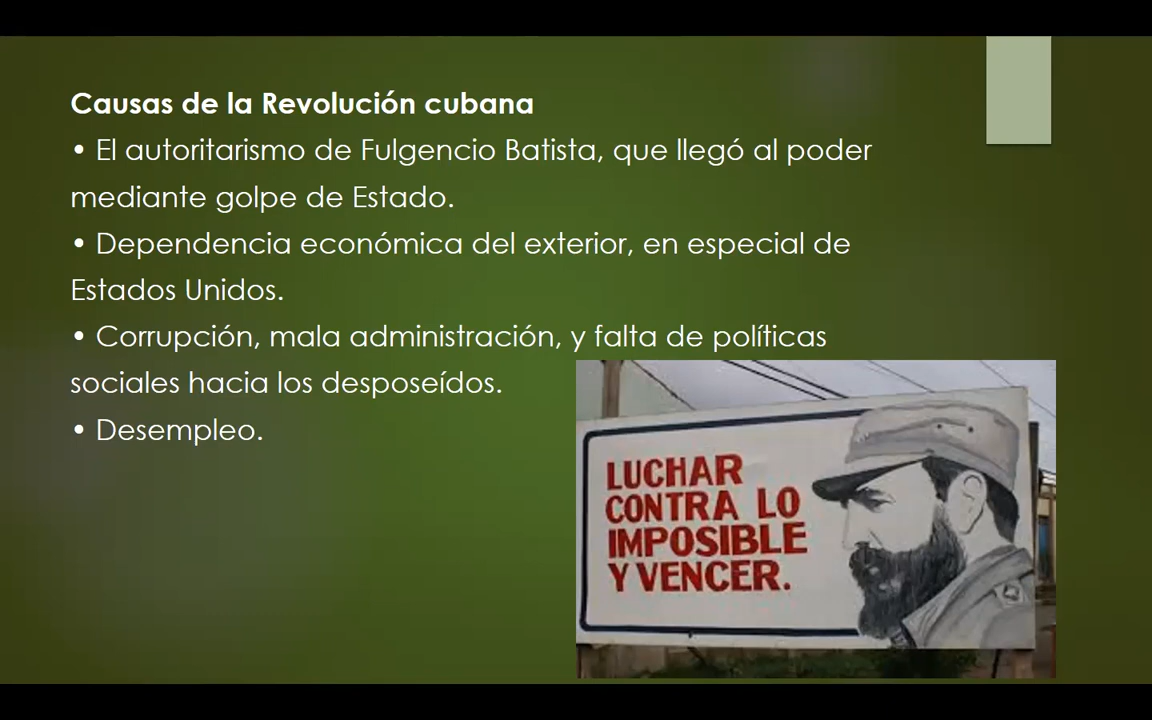 Causas de la Revolución cubana
• El autoritarismo de Fulgencio Batista, que llegó al poder
mediante golpe de Estado.
• Dependencia económica del exterior, en especial de
Estados Unidos.
• Corrupción, mala administración, y falta de políticas
sociales hacia los desposeídos.
• Desempleo.
LUCHAR
CONTRA LO
IMPOSIBLE
Y VENCER.